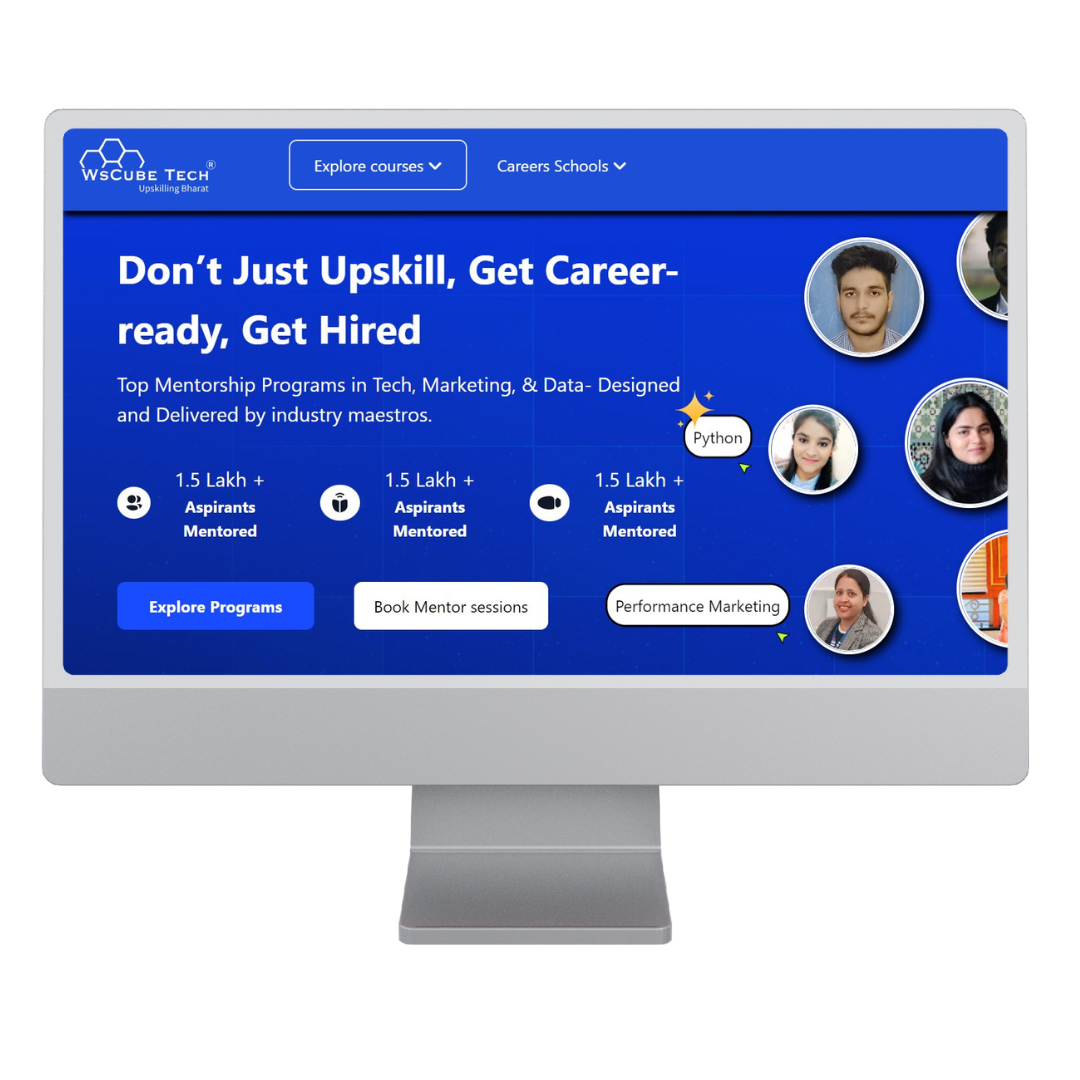 WsCube Tech®
Upskilling Bharat
Explore courses
Careers Schools
Don't Just Upskill, Get Career-
ready, Get Hired
Top Mentorship Programs in Tech, Marketing, & Data- Designed
and Delivered by industry maestros.
Python
1.5 Lakh +
Aspirants
Mentored
1.5 Lakh +
Aspirants
Mentored
1.5 Lakh +
Aspirants
Mentored
Explore Programs
Book Mentor sessions
Performance Marketing